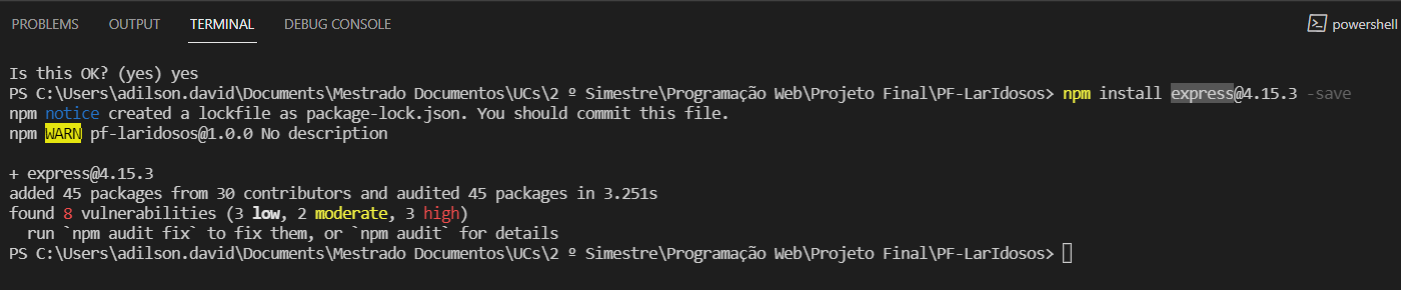 PROBLEMS OUTPUT TERMINAL DEBUG CONSOLE powershell
Is this OK? (yes) yes
PS C:\Users\adilson.david\Documents\Mestrado Documentos\UCs\2 º Simestre\Programação Web\Projeto Final\PF-LarIdosos> npm install express@4.15.3 -save
npm notice created a lockfile as package-lock.json. You should commit this file.
npm WARN pf-laridosos@1.0.0 No description
+ express@4.15.3
added 45 packages from 30 contributors and audited 45 packages in 3.251s
found 8 vulnerabilities (3 low, 2 moderate, 3 high)
run `npm audit fix` to fix them, or `npm audit` for details
PS C:\Users\adilson.david\Documents\Mestrado Documentos\UCs\2 º Simestre\Programação Web\Projeto Final\PF-LarIdosos>